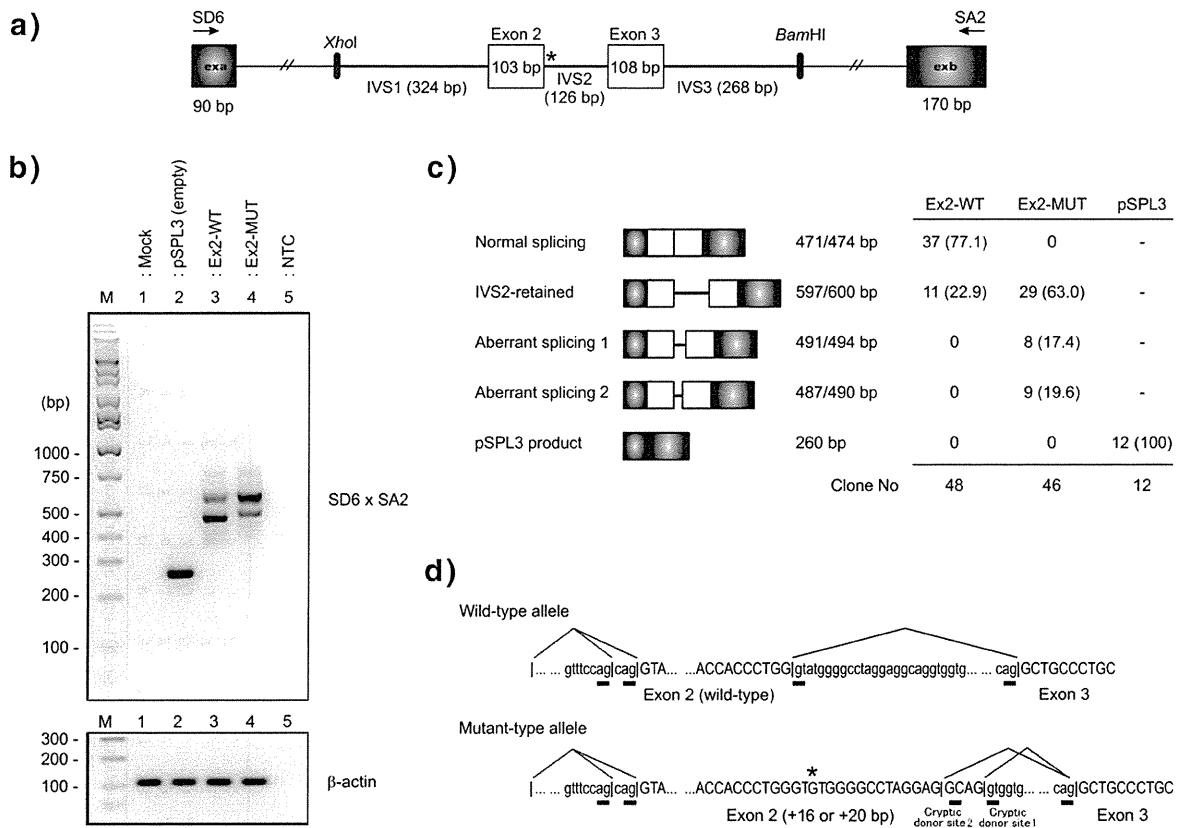 a)
SD6
SA2
XhoI
Exon 2
Exon 3
BamHI
exa
103 bp
*
108 bp
exb
90 bp
IVS1 (324 bp)
IVS2
(126 bp)
IVS3 (268 bp)
170 bp
b)
: Mock
: pSPL3 (empty)
: Ex2-WT
: Ex2-MUT
: NTC
M 1 2 3 4 5
(bp)
1000 -
750 -
500 -
400 -
300 -
200 -
100 -
SD6 x SA2
M 1 2 3 4 5
300 -
200 -
100 -
β-actin
c)
Ex2-WT Ex2-MUT pSPL3
Normal splicing 471/474 bp 37 (77.1) 0 -
IVS2-retained 597/600 bp 11 (22.9) 29 (63.0) -
Aberrant splicing 1 491/494 bp 0 8 (17.4) -
Aberrant splicing 2 487/490 bp 0 9 (19.6) -
pSPL3 product 260 bp 0 0 12 (100)
Clone No 48 46 12
d)
Wild-type allele
|... ... gtttccag|cag|GTA... ...ACCACCCTGG|gtatggggcctaggaggcaggtggtg... ... cag|GCTGCCCTGC
Exon 2 (wild-type) Exon 3
Mutant-type allele
*
|... ... gtttccag|cag|GTA... ...ACCACCCTGGGTGTGGGGCCTAGGAG|GCAG|gtggtg... ...cag|GCTGCCCTGC
Exon 2 (+16 or +20 bp) Cryptic donor site2 Cryptic donor site1 Exon 3